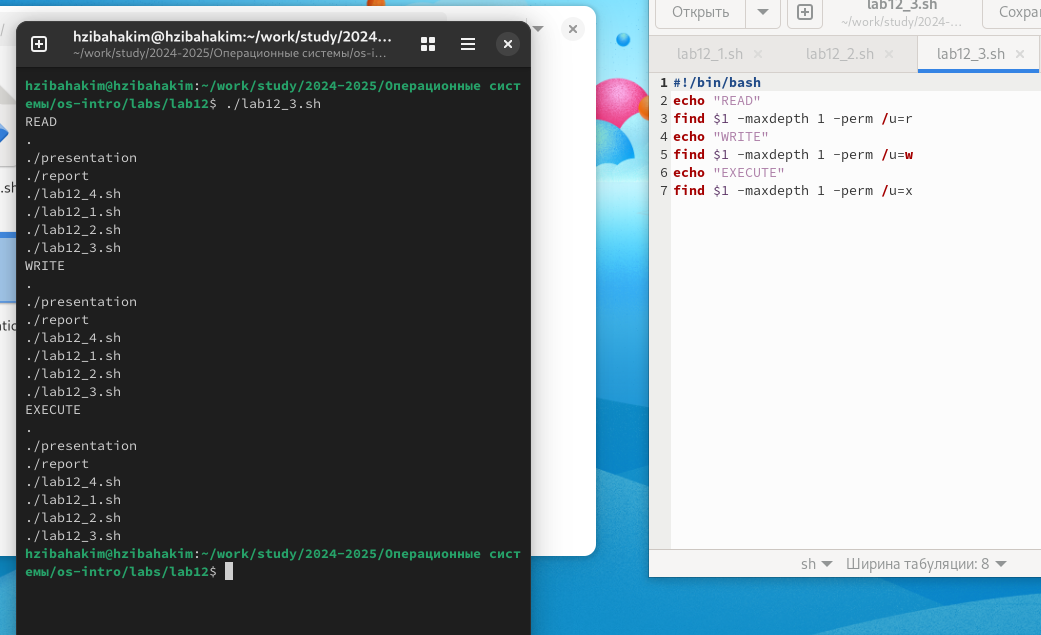 hzibahakim@hzibahakim:~/work/study/2024...
~/work/study/2024-2025/Операционные системы/os-i...
hzibahakim@hzibahakim:~/work/study/2024-2025/Операционные сист
емы/os-intro/labs/lab12$ ./lab12_3.sh
READ
.
./presentation
./report
./lab12_4.sh
./lab12_1.sh
./lab12_2.sh
./lab12_3.sh
WRITE
.
./presentation
./report
./lab12_4.sh
./lab12_1.sh
./lab12_2.sh
./lab12_3.sh
EXECUTE
.
./presentation
./report
./lab12_4.sh
./lab12_1.sh
./lab12_2.sh
./lab12_3.sh
hzibahakim@hzibahakim:~/work/study/2024-2025/Операционные сист
емы/os-intro/labs/lab12$
.sh
Открыть
lab12_3.sh
~/work/study/2024-...
Сохра
lab12_1.sh
lab12_2.sh
lab12_3.sh
1 #!/bin/bash
2 echo "READ"
3 find $1 -maxdepth 1 -perm /u=r
4 echo "WRITE"
5 find $1 -maxdepth 1 -perm /u=w
6 echo "EXECUTE"
7 find $1 -maxdepth 1 -perm /u=x
sh
Ширина табуляции: 8